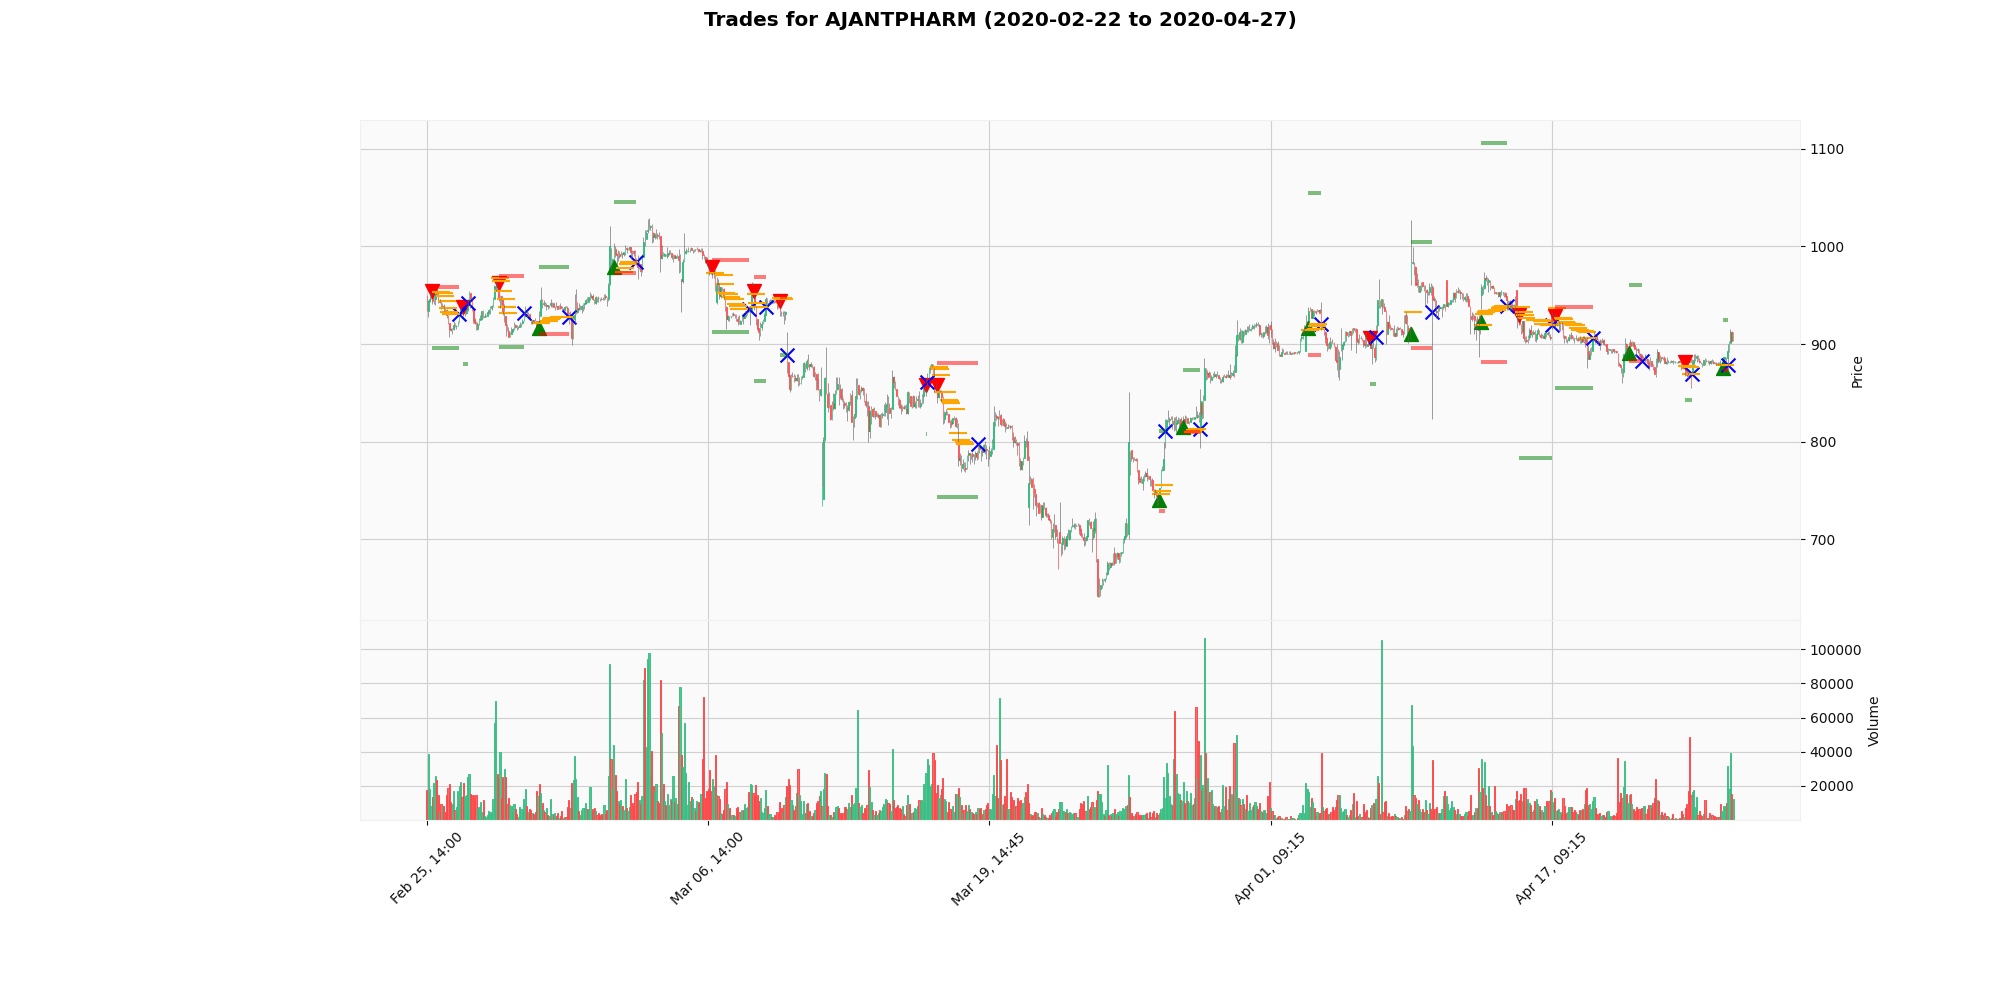 Trades for AJANTPHARM (2020-02-22 to 2020-04-27)
1100
1000
900
800
700
Price
100000
80000
60000
40000
20000
Volume
Feb 25, 14:00
Mar 06, 14:00
Mar 19, 14:45
Apr 01, 09:15
Apr 17, 09:15